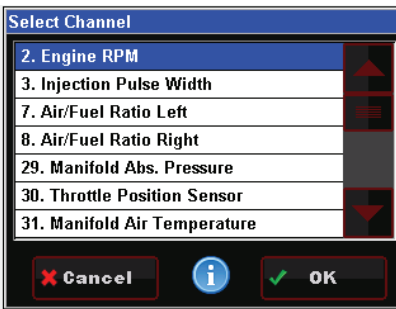 Select Channel
2. Engine RPM
3. Injection Pulse Width
7. Air/Fuel Ratio Left
8. Air/Fuel Ratio Right
29. Manifold Abs. Pressure
30. Throttle Position Sensor
31. Manifold Air Temperature
Cancel
i
OK